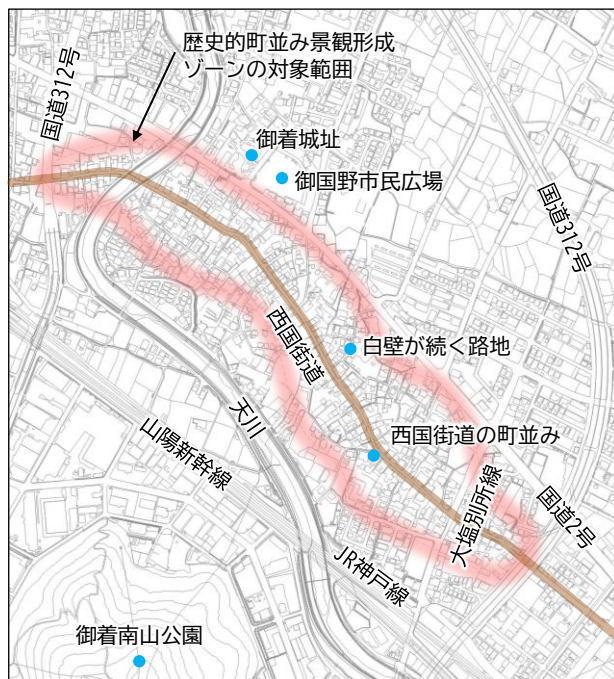 歴史的町並み景観形成
ゾーンの対象範囲
国道312号
御着城址
御国野市民広場
国道312号
西国街道
白壁が続く路地
天川
山陽新幹線
西国街道の町並み
大塩別所線
国道2号
JR神戸線
御着南山公園